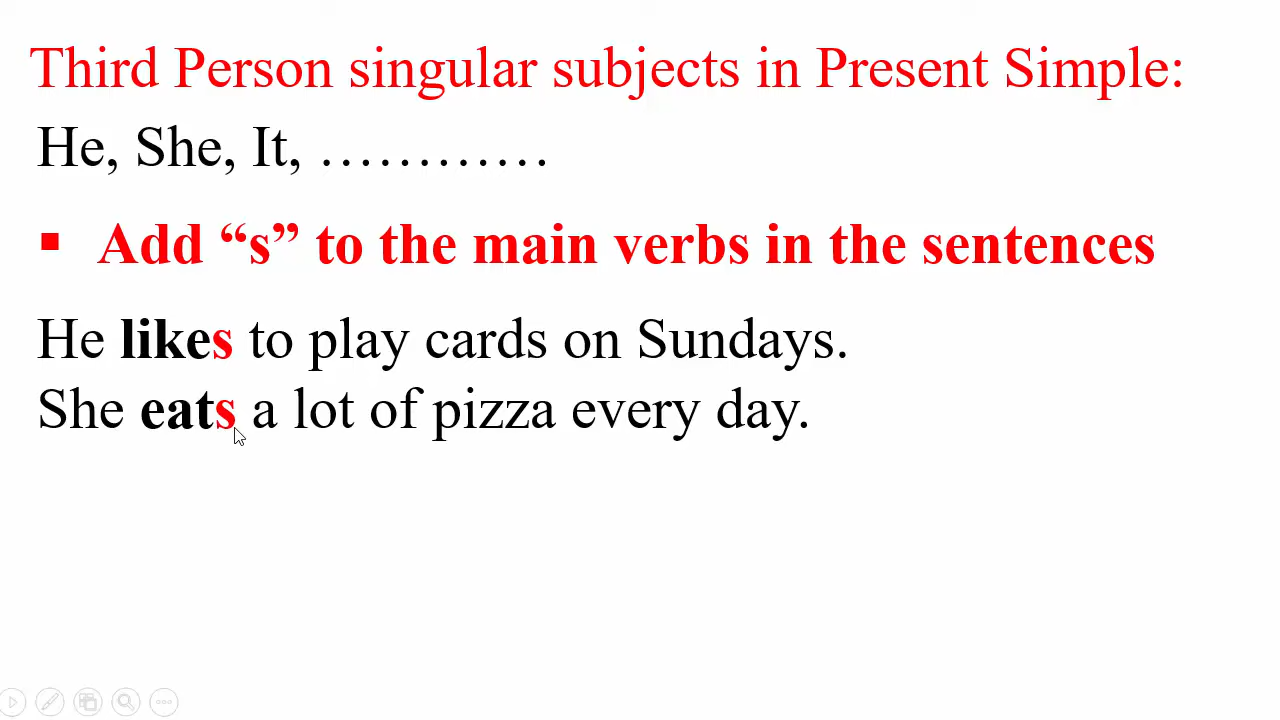 Third Person singular subjects in Present Simple:
He, She, It, …………
▪ Add “s” to the main verbs in the sentences
He likes to play cards on Sundays.
She eats a lot of pizza every day.